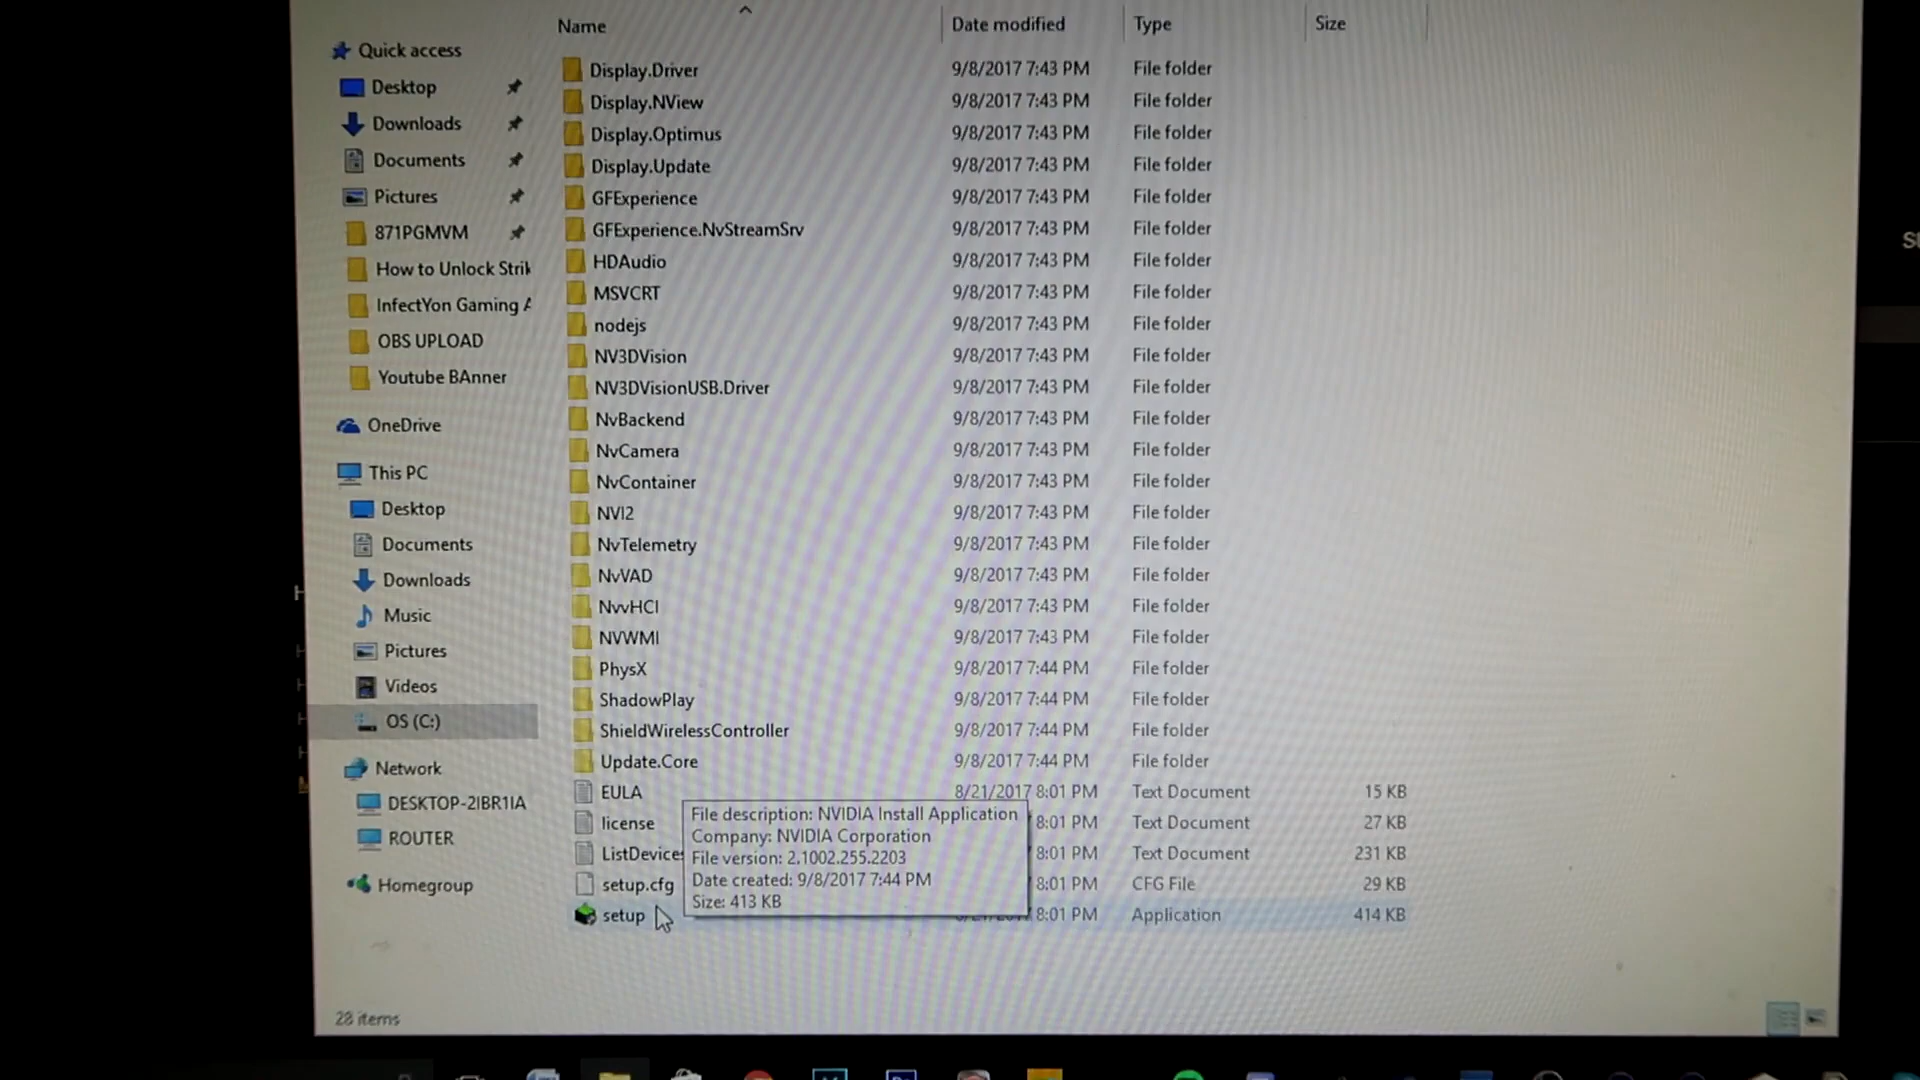 Name Date modified Type Size
Quick access
Desktop
Downloads
Documents
Pictures
871PGMVM
How to Unlock Strik
InfectYon Gaming A
OBS UPLOAD
Youtube BAnner
OneDrive
This PC
Desktop
Documents
Downloads
Music
Pictures
Videos
OS (C:)
Network
DESKTOP-2IBR1IA
ROUTER
Homegroup
Display.Driver 9/8/2017 7:43 PM File folder
Display.NView 9/8/2017 7:43 PM File folder
Display.Optimus 9/8/2017 7:43 PM File folder
Display.Update 9/8/2017 7:43 PM File folder
GFExperience 9/8/2017 7:43 PM File folder
GFExperience.NvStreamSrv 9/8/2017 7:43 PM File folder
HDAudio 9/8/2017 7:43 PM File folder
MSVCRT 9/8/2017 7:43 PM File folder
nodejs 9/8/2017 7:43 PM File folder
NV3DVision 9/8/2017 7:43 PM File folder
NV3DVisionUSB.Driver 9/8/2017 7:43 PM File folder
NvBackend 9/8/2017 7:43 PM File folder
NvCamera 9/8/2017 7:43 PM File folder
NvContainer 9/8/2017 7:43 PM File folder
NVI2 9/8/2017 7:43 PM File folder
NvTelemetry 9/8/2017 7:43 PM File folder
NvVAD 9/8/2017 7:43 PM File folder
NvvHCI 9/8/2017 7:43 PM File folder
NVWMI 9/8/2017 7:43 PM File folder
PhysX 9/8/2017 7:44 PM File folder
ShadowPlay 9/8/2017 7:44 PM File folder
ShieldWirelessController 9/8/2017 7:44 PM File folder
Update.Core 9/8/2017 7:44 PM File folder
EULA 8/21/2017 8:01 PM Text Document 15 KB
license 8:01 PM Text Document 27 KB
ListDevices 8:01 PM Text Document 231 KB
setup.cfg 8:01 PM CFG File 29 KB
setup 8:01 PM Application 414 KB
File description: NVIDIA Install Application
Company: NVIDIA Corporation
File version: 2.1002.255.2203
Date created: 9/8/2017 7:44 PM
Size: 413 KB
28 items